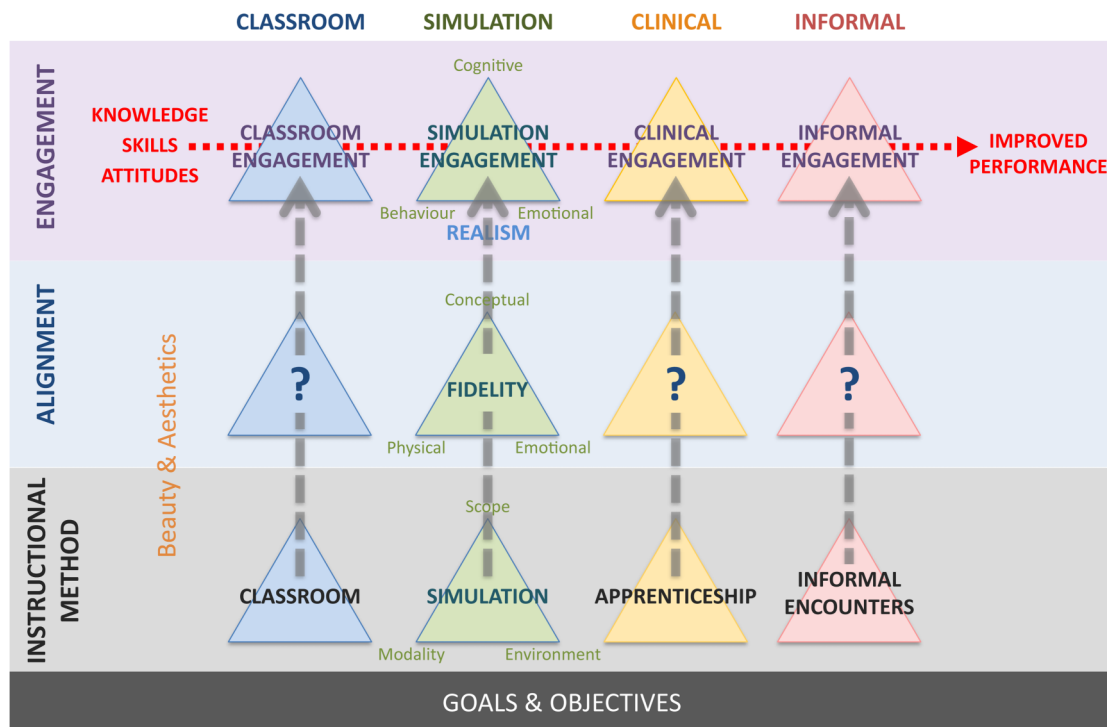 CLASSROOM
SIMULATION
CLINICAL
INFORMAL
ENGAGEMENT
Cognitive
KNOWLEDGE
SKILLS
ATTITUDES
CLASSROOM
ENGAGEMENT
SIMULATION
ENGAGEMENT
CLINICAL
ENGAGEMENT
INFORMAL
ENGAGEMENT
IMPROVED
PERFORMANCE
Behaviour
Emotional
REALISM
ALIGNMENT
Beauty & Aesthetics
Conceptual
?
FIDELITY
?
?
Physical
Emotional
INSTRUCTIONAL
METHOD
Scope
CLASSROOM
SIMULATION
APPRENTICESHIP
INFORMAL
ENCOUNTERS
Modality
Environment
GOALS & OBJECTIVES